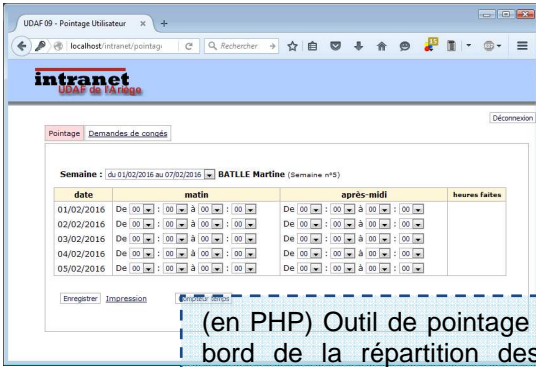 UDAF 09 - Pointage Utilisateur × +
localhost/intranet/pointag
Rechercher
15
intranet
UDAF de l'Ariège
Déconnexion
Pointage Demandes de congés
Semaine : du 01/02/2016 au 07/02/2016 BATLLE Martine (Semaine n°5)
date matin après-midi heures faites
01/02/2016 De 00 : 00 à 00 : 00 De 00 : 00 à 00 : 00
02/02/2016 De 00 : 00 à 00 : 00 De 00 : 00 à 00 : 00
03/02/2016 De 00 : 00 à 00 : 00 De 00 : 00 à 00 : 00
04/02/2016 De 00 : 00 à 00 : 00 De 00 : 00 à 00 : 00
05/02/2016 De 00 : 00 à 00 : 00 De 00 : 00 à 00 : 00
Enregistrer Impression Compteur temps
(en PHP) Outil de pointage
bord de la répartition des